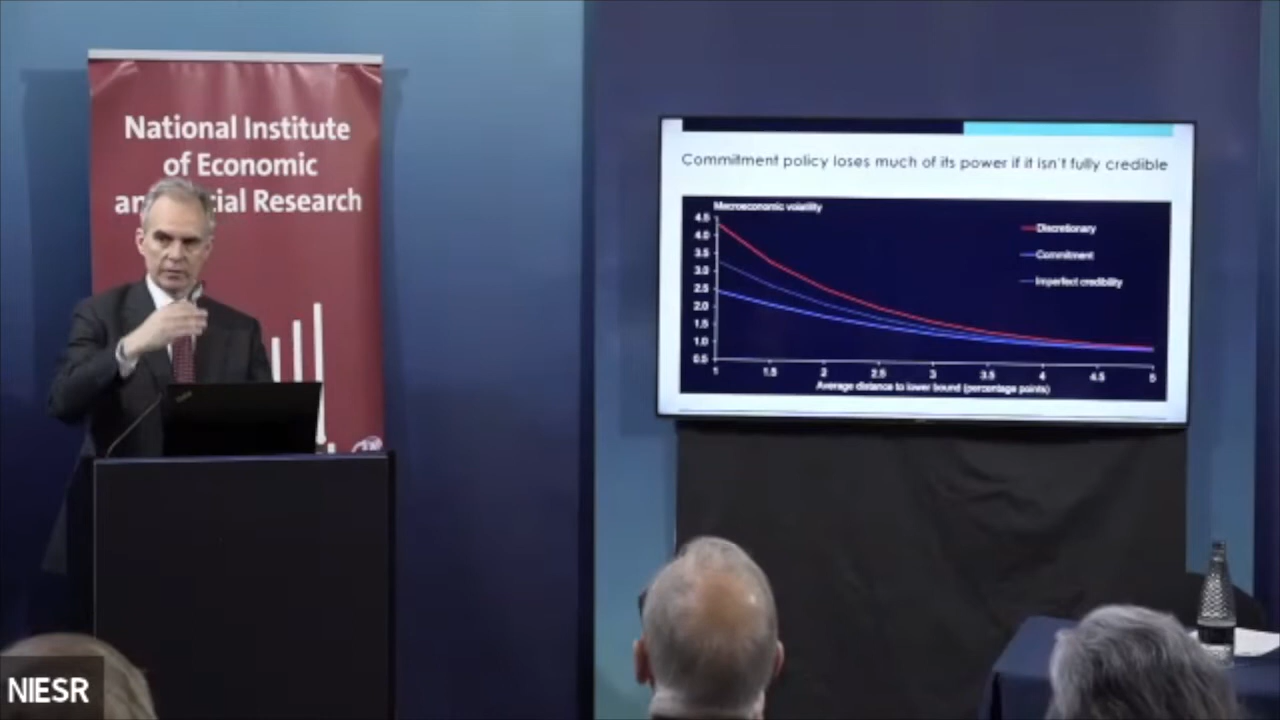 National Institute
of Economic
and Social Research
Commitment policy loses much of its power if it isn't fully credible
Macroeconomic volatility
4.5
4.0
3.5
3.0
2.5
2.0
1.5
1.0
0.5
Discretionary
Commitment
Imperfect credibility
1
1.5
2
2.5
3
3.5
4
4.5
5
Average distance to lower bound (percentage points)
NIESR